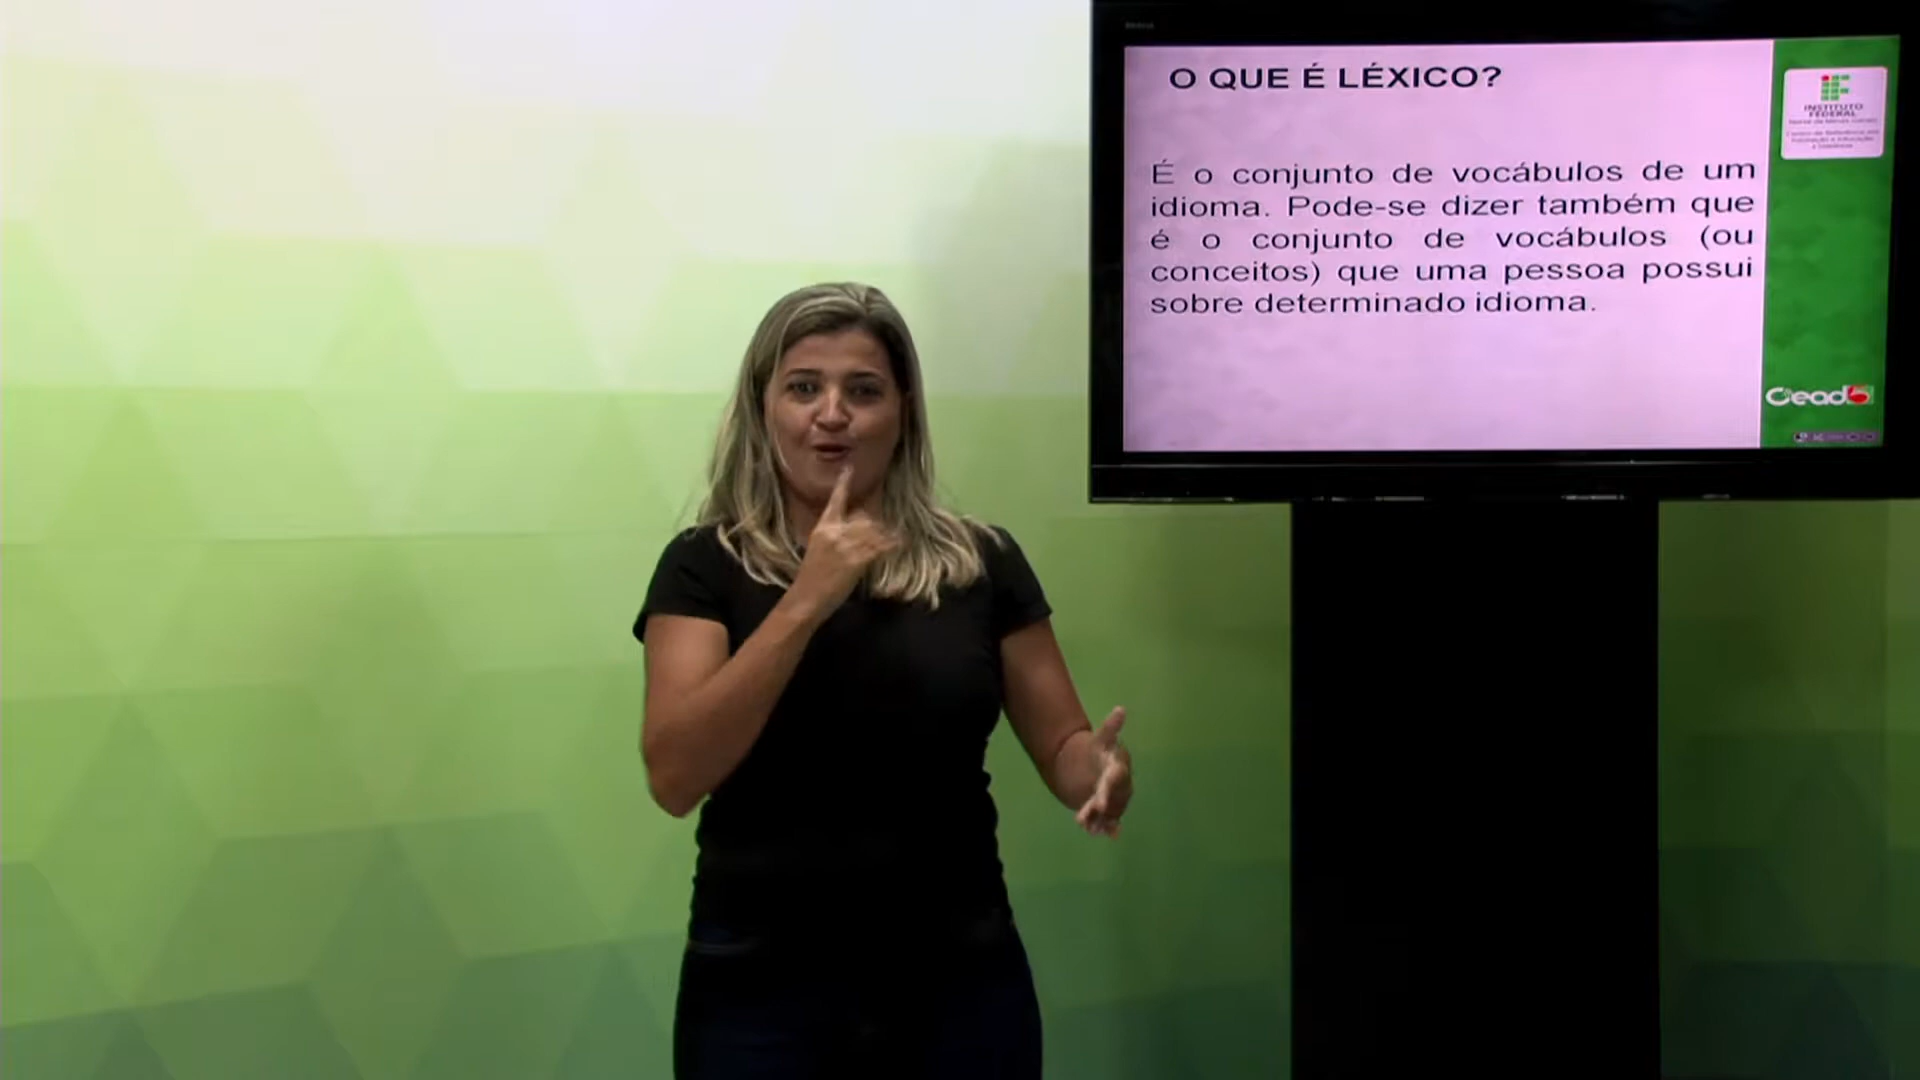 O QUE É LÉXICO?
É o conjunto de vocábulos de um
idioma. Pode-se dizer também que
é o conjunto de vocábulos (ou
conceitos) que uma pessoa possui
sobre determinado idioma.
INSTITUTO
FEDERAL
Cead